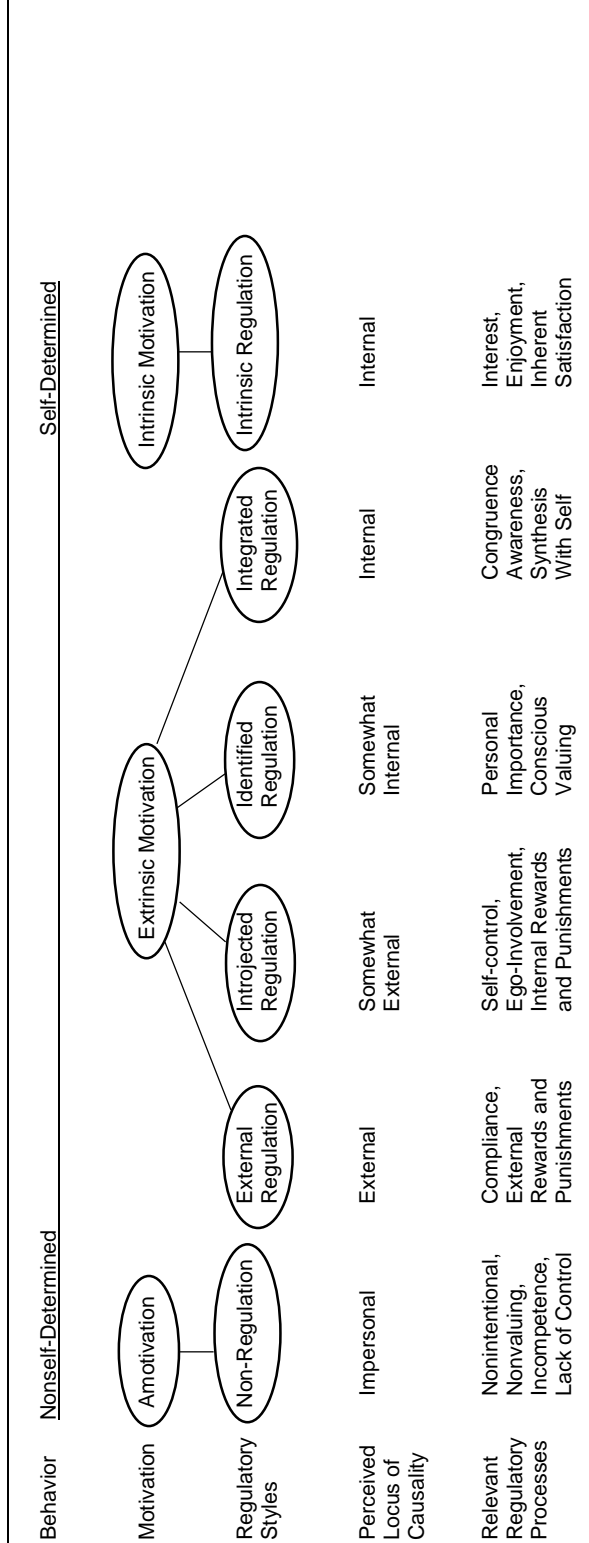 Behavior
Nonself-Determined
Self-Determined
Motivation
Amotivation
Extrinsic Motivation
Intrinsic Motivation
Regulatory
Styles
Non-Regulation
External
Regulation
Introjected
Regulation
Identified
Regulation
Integrated
Regulation
Intrinsic Regulation
Perceived
Locus of
Causality
Impersonal
External
Somewhat
External
Somewhat
Internal
Internal
Internal
Relevant
Regulatory
Processes
Nonintentional,
Nonvaluing,
Incompetence,
Lack of Control
Compliance,
External
Rewards and
Punishments
Self-control,
Ego-Involvement,
Internal Rewards
and Punishments
Personal
Importance,
Conscious
Valuing
Congruence
Awareness,
Synthesis
With Self
Interest,
Enjoyment,
Inherent
Satisfaction